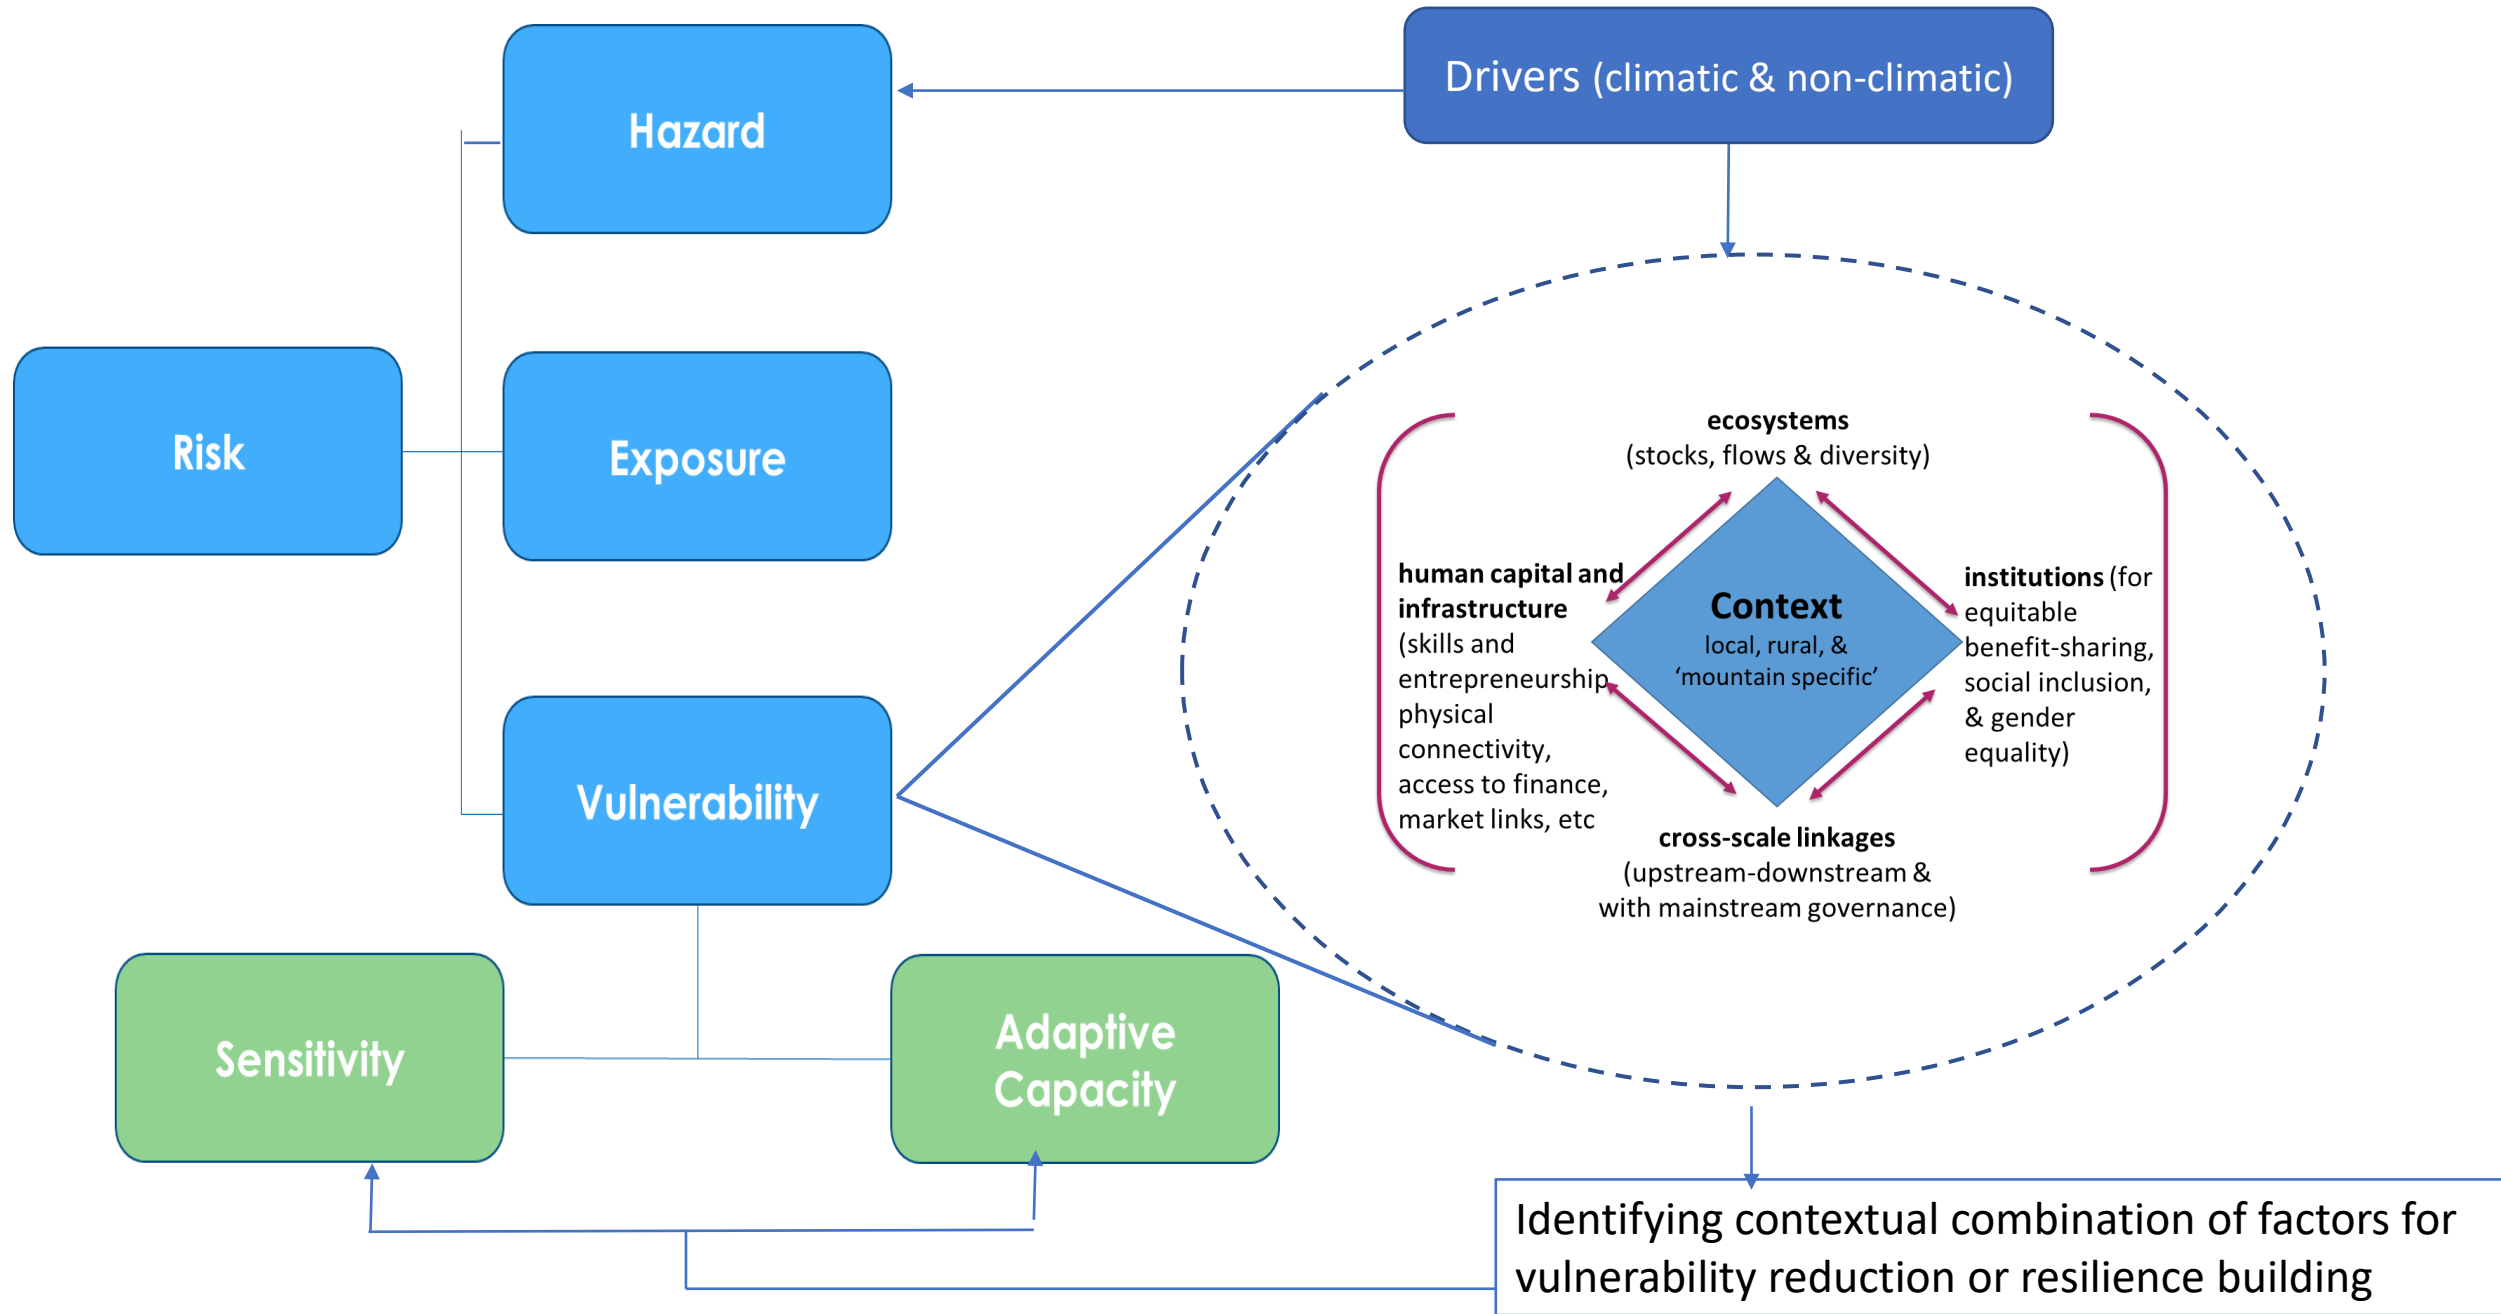 Hazard
Drivers (climatic & non-climatic)
Risk
Exposure
Vulnerability
Sensitivity
Adaptive
Capacity
ecosystems
(stocks, flows & diversity)
human capital and
infrastructure
(skills and
entrepreneurship
physical
connectivity,
access to finance,
market links, etc
Context
local, rural, &
‘mountain specific’
institutions (for
equitable
benefit-sharing,
social inclusion,
& gender
equality)
cross-scale linkages
(upstream-downstream &
with mainstream governance)
Identifying contextual combination of factors for
vulnerability reduction or resilience building